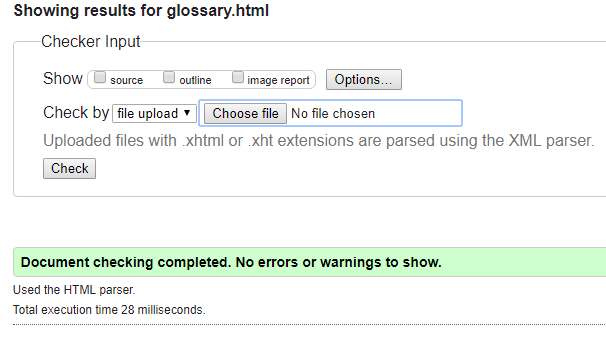 Showing results for glossary.html
Checker Input
Show source outline image report Options...
Check by file upload Choose file No file chosen
Uploaded files with .xhtml or .xht extensions are parsed using the XML parser.
Check
Document checking completed. No errors or warnings to show.
Used the HTML parser.
Total execution time 28 milliseconds.